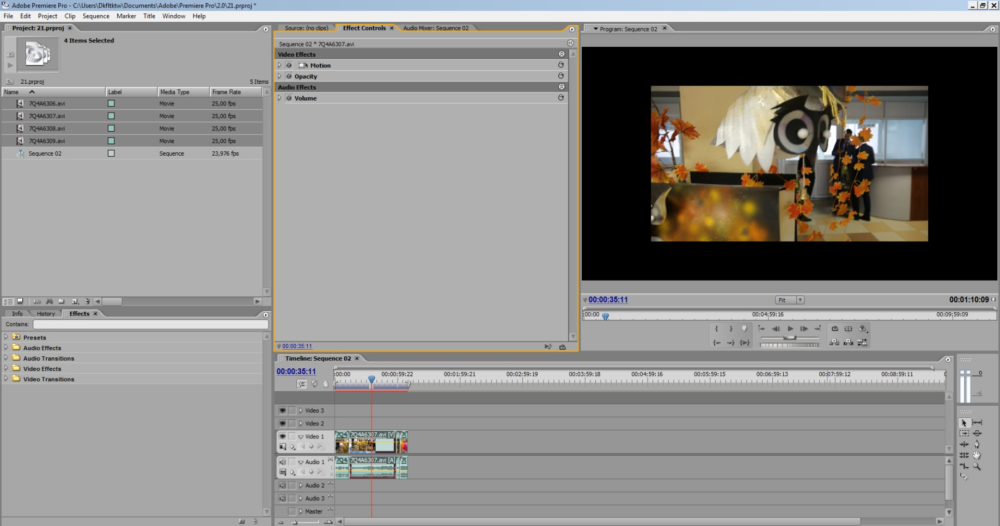 Adobe Premiere Pro - C:\Users\Dkfltktw\Documents\Adobe\Premiere Pro\2.0\21.prproj *
File Edit Project Clip Sequence Marker Title Window Help
Project: 21.prproj
4 Items Selected
21.prproj 5 Items
Name Label Media Type Frame Rate
7Q4A6306.avi Movie 25,00 fps
7Q4A6307.avi Movie 25,00 fps
7Q4A6308.avi Movie 25,00 fps
7Q4A6309.avi Movie 25,00 fps
Sequence 02 Sequence 23,976 fps
Info History Effects
Contains:
Presets
Audio Effects
Audio Transitions
Video Effects
Video Transitions
Source: (no clips) Effect Controls Audio Mixer: Sequence 02
Sequence 02 * 7Q4A6307.avi
Video Effects
Motion
Opacity
Audio Effects
Volume
00:00:35:11
Program: Sequence 02
00:00:35:11 Fit 00:01:10:09
:00:00 00:04:59:16 00:09:59:09
Timeline: Sequence 02
00:00:35:11 :00:00 00:00:59:22 00:01:59:21 00:02:59:19 00:03:59:18 00:04:59:16 00:05:59:15 00:06:59:13 00:07:59:12 00:08:59:11
Video 3
Video 2
Video 1 7Q4. 7Q4A6307.avi [V]
Audio 1 7Q4. 7Q4A6307.avi [A]
L
R
Audio 2
Audio 3
Master
0
-6